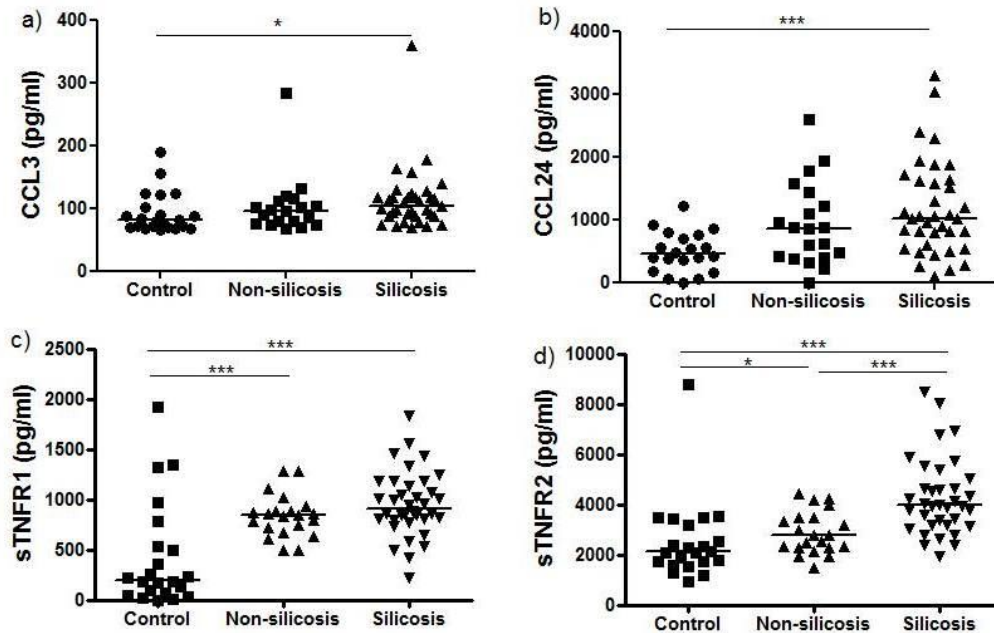 a)
CCL3 (pg/ml)
400
300
200
100
0
*
Control Non-silicosis Silicosis
b)
CCL24 (pg/ml)
4000
3000
2000
1000
0
***
Control Non-silicosis Silicosis
c)
sTNFR1 (pg/ml)
2500
2000
1500
1000
500
0
***
***
Control Non-silicosis Silicosis
d)
sTNFR2 (pg/ml)
10000
8000
6000
4000
2000
0
***
* ***
Control Non-silicosis Silicosis